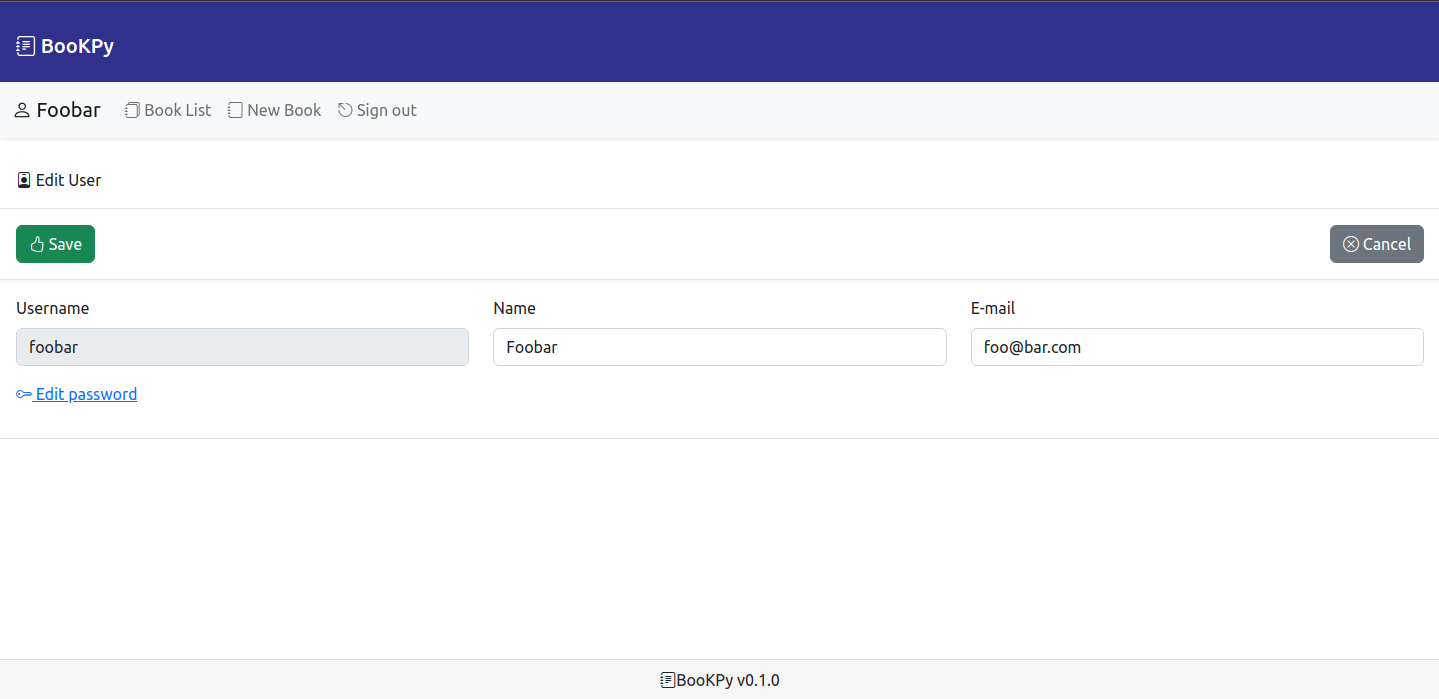 BooKPy
Foobar Book List New Book Sign out
Edit User
Save Cancel
Username Name E-mail
foobar Foobar foo@bar.com
Edit password
BooKPy v0.1.0